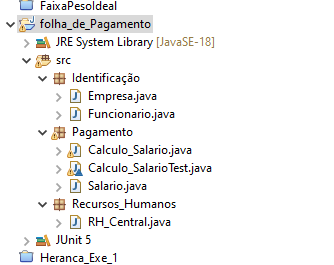 FaixaPesoIdeal
folha_de_Pagamento
JRE System Library [JavaSE-18]
src
Identificação
Empresa.java
Funcionario.java
Pagamento
Calculo_Salario.java
Calculo_SalarioTest.java
Salario.java
Recursos_Humanos
RH_Central.java
JUnit 5
Heranca_Exe_1